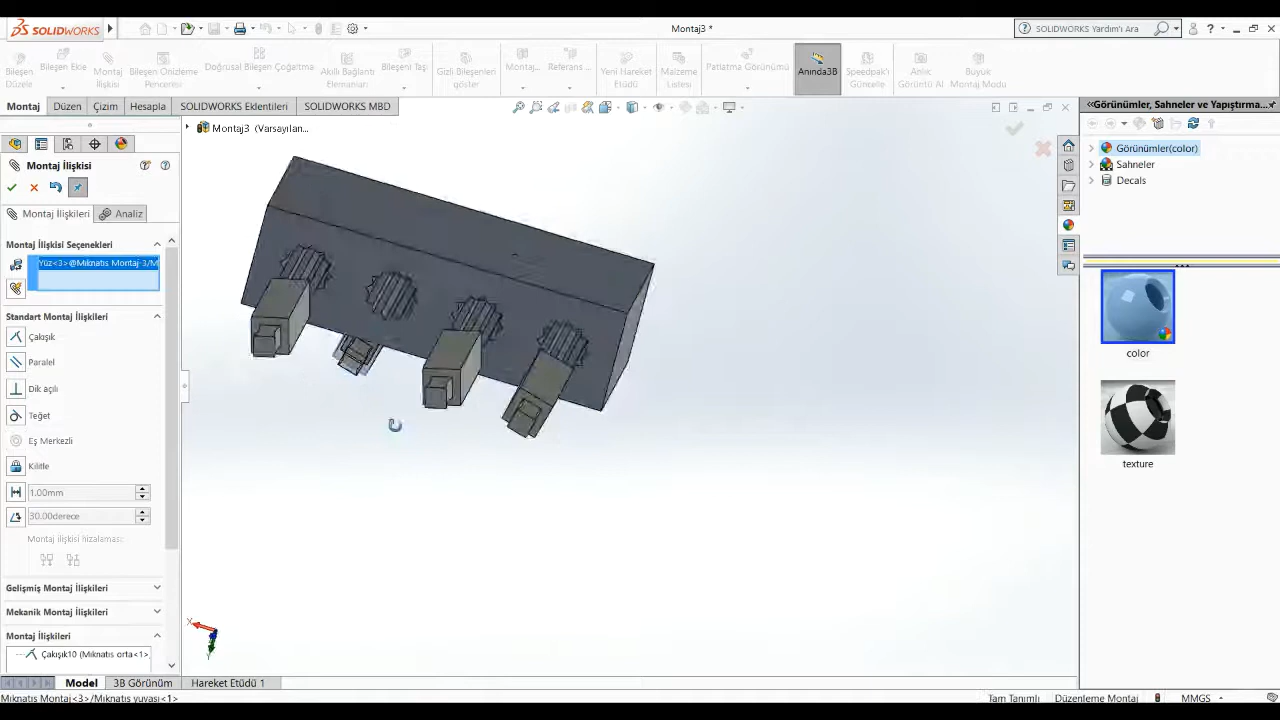 SOLIDWORKS
Montaj3 *
SOLIDWORKS Yardım'ı Ara
Bileşen Düzenle
Bileşen Ekle
Montaj İlişkisi
Bileşen Önizleme Penceresi
Doğrusal Bileşen Çoğaltma
Akıllı Bağlantı Elemanları
Bileşeni Taşı
Gizli Bileşenleri göster
Montaj...
Referans ...
Yeni Hareket Etüdü
Malzeme Listesi
Patlatma Görünümü
Anında3B
Speedpak'i Güncelle
Anlık Görüntü Al
Büyük Montaj Modu
Montaj
Düzen
Çizim
Hesapla
SOLIDWORKS Eklentileri
SOLIDWORKS MBD
Görünümler, Sahneler ve Yapıştırma...
Montaj3 (Varsayılan...
Görünümler(color)
Sahneler
Decals
Montaj İlişkisi
Montaj İlişkileri
Analiz
Montaj İlişkisi Seçenekleri
Yüz<3>@Mıknatıs Montaj-3/M
Standart Montaj İlişkileri
Çakışık
Paralel
Dik açılı
Teğet
Eş Merkezli
Kilitle
1.00mm
30.00derece
Montaj ilişkisi hizalaması:
Gelişmiş Montaj İlişkileri
Mekanik Montaj İlişkileri
Montaj İlişkileri
Çakışık10 (Mıknatıs orta<1>
color
texture
X
Y
Model
3B Görünüm
Hareket Etüdü 1
Mıknatıs Montaj<3>/Mıknatıs yuvası<1>
Tam Tanımlı
Düzenleme Montaj
MMGS